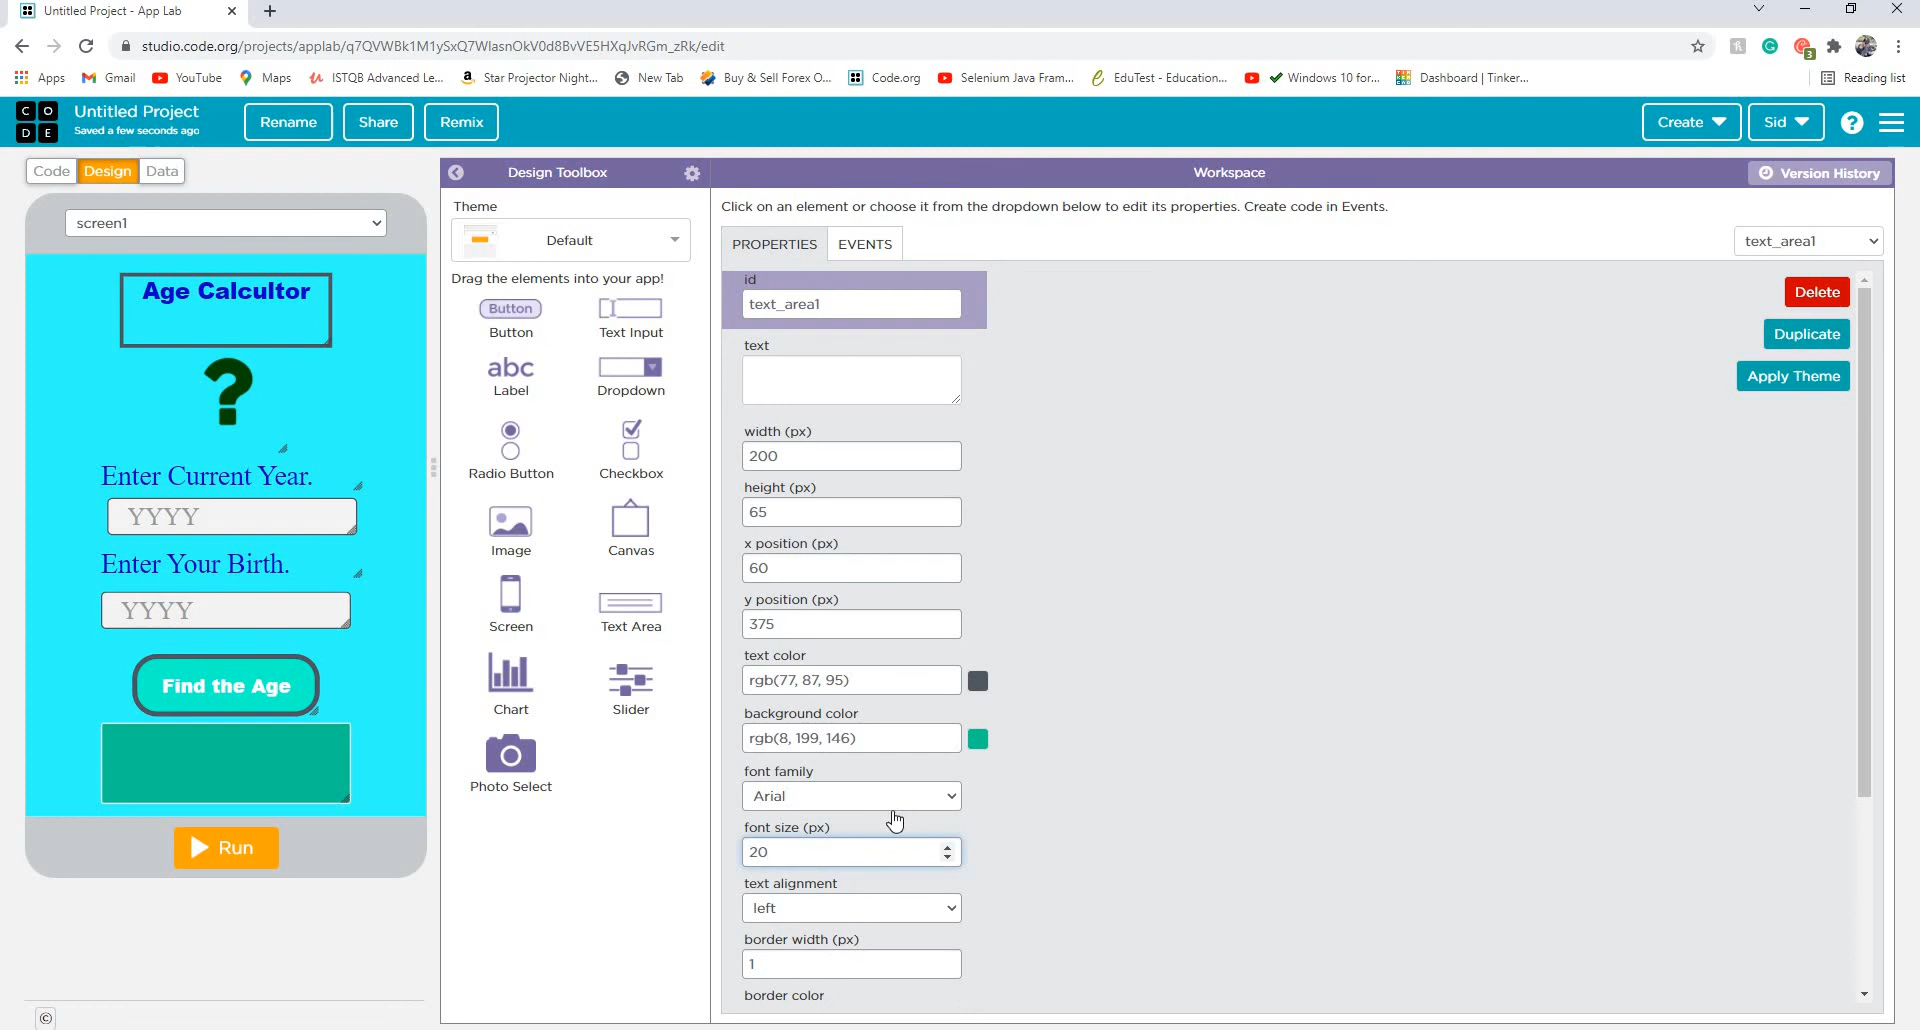 Untitled Project - App Lab
studio.code.org/projects/applab/q7QVWBk1M1ySxQ7WlasnOkV0d8BvVE5HXqJvRGm_zRk/edit
3
Apps
Gmail
YouTube
Maps
ISTQB Advanced Le...
Star Projector Night...
New Tab
Buy & Sell Forex O...
Code.org
Selenium Java Fram...
EduTest - Education...
Windows 10 for...
Dashboard | Tinker...
Reading list
C O
D E
Untitled Project
Saved a few seconds ago
Rename
Share
Remix
Create
Sid
?
Code
Design
Data
Design Toolbox
Workspace
Version History
screen1
Age Calcultor
?
Enter Current Year.
YYYY
Enter Your Birth.
YYYY
Find the Age
Run
©
Theme
Default
Drag the elements into your app!
Button
Button
Text Input
abc
Label
Dropdown
Radio Button
Checkbox
Image
Canvas
Screen
Text Area
Chart
Slider
Photo Select
Click on an element or choose it from the dropdown below to edit its properties. Create code in Events.
PROPERTIES
EVENTS
text_area1
Delete
Duplicate
Apply Theme
id
text_area1
text
width (px)
200
height (px)
65
x position (px)
60
y position (px)
375
text color
rgb(77, 87, 95)
background color
rgb(8, 199, 146)
font family
Arial
font size (px)
20
text alignment
left
border width (px)
1
border color